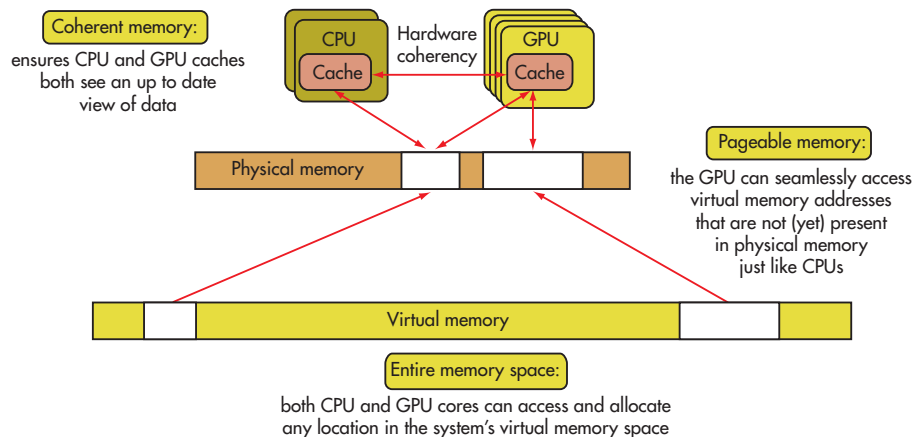 Coherent memory:
ensures CPU and GPU caches
both see an up to date
view of data
CPU
Cache
Hardware
coherency
GPU
Cache
Physical memory
Pageable memory:
the GPU can seamlessly access
virtual memory addresses
that are not (yet) present
in physical memory
just like CPUs
Virtual memory
Entire memory space:
both CPU and GPU cores can access and allocate
any location in the system’s virtual memory space